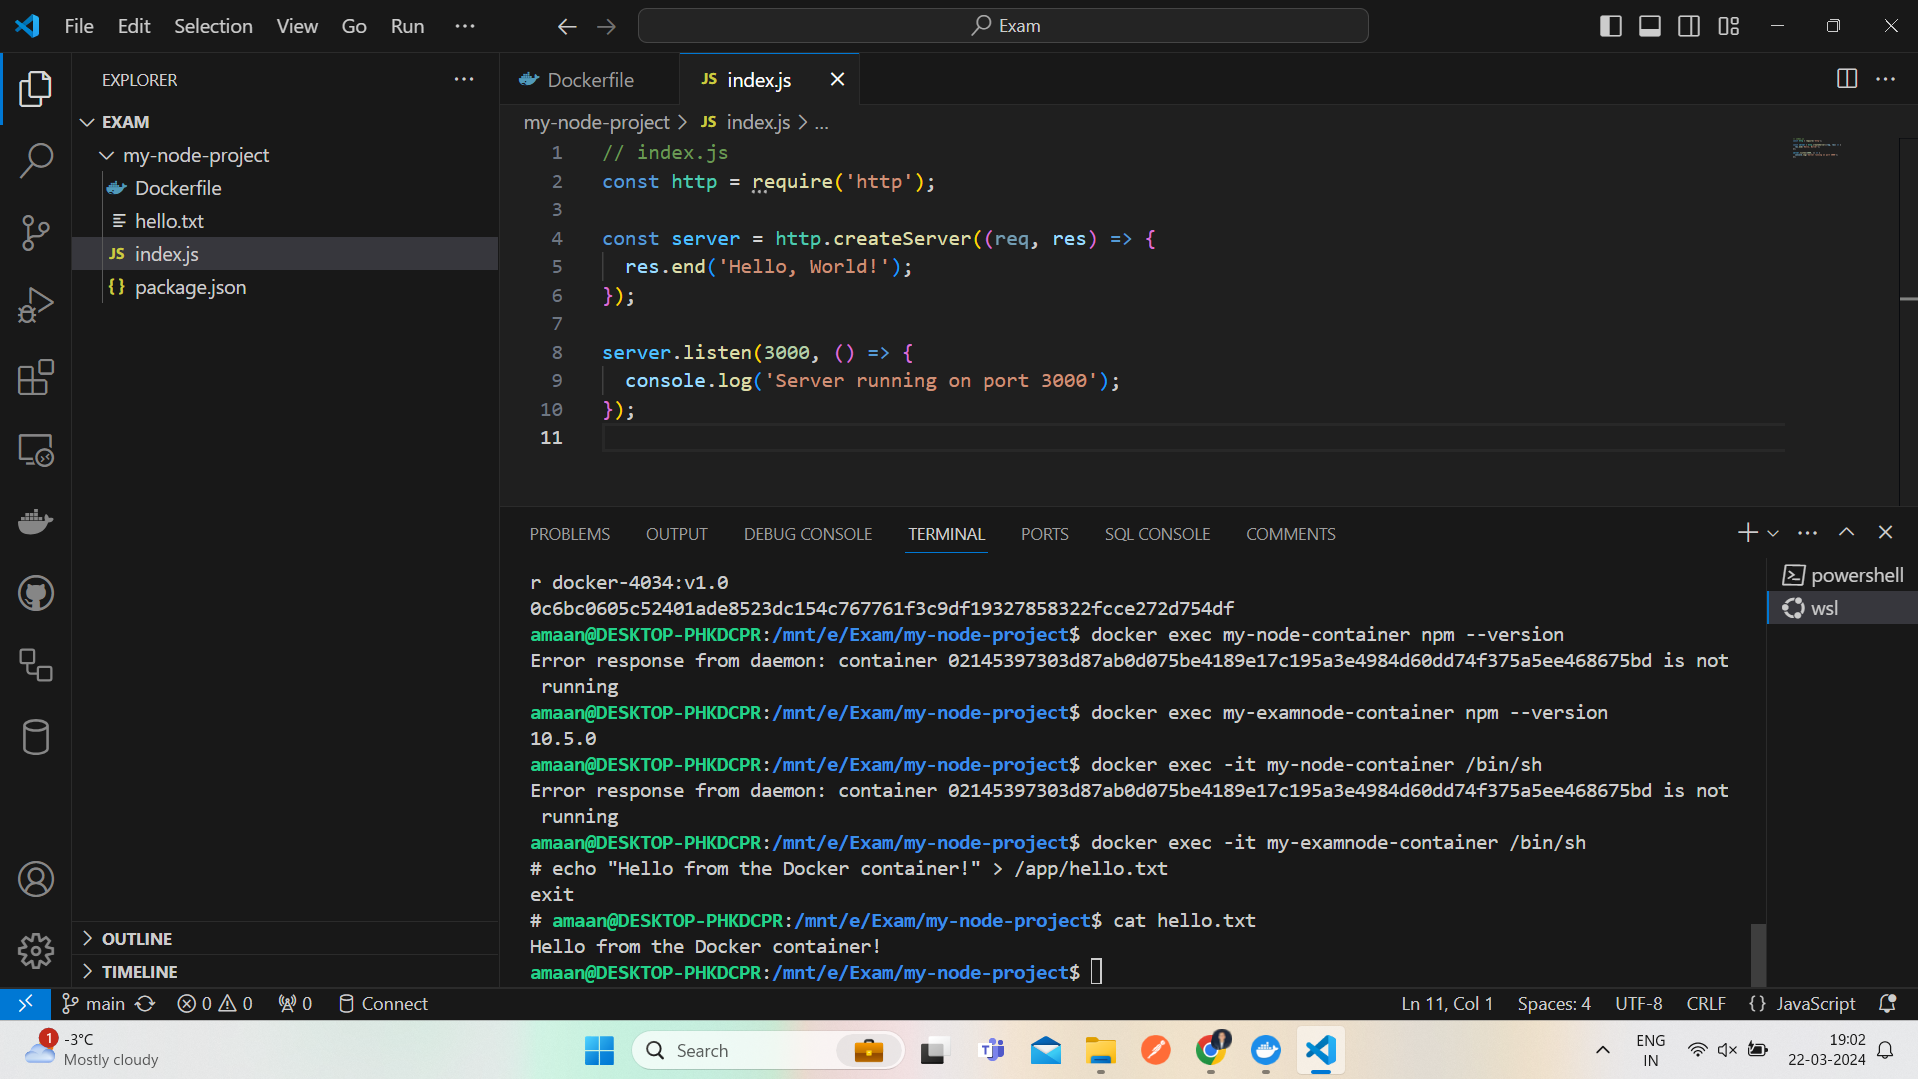 File Edit Selection View Go Run ···
Exam
EXPLORER
EXAM
my-node-project
Dockerfile
hello.txt
JS index.js
{} package.json
OUTLINE
TIMELINE
Dockerfile
JS index.js
my-node-project > JS index.js > ...
1 // index.js
2 const http = require('http');
3
4 const server = http.createServer((req, res) => {
5 res.end('Hello, World!');
6 });
7
8 server.listen(3000, () => {
9 console.log('Server running on port 3000');
10 });
11
PROBLEMS OUTPUT DEBUG CONSOLE TERMINAL PORTS SQL CONSOLE COMMENTS
powershell
wsl
r docker-4034:v1.0
0c6bc0605c52401ade8523dc154c767761f3c9df19327858322fcce272d754df
amaan@DESKTOP-PHKDCPR:/mnt/e/Exam/my-node-project$ docker exec my-node-container npm --version
Error response from daemon: container 02145397303d87ab0d075be4189e17c195a3e4984d60dd74f375a5ee468675bd is not
running
amaan@DESKTOP-PHKDCPR:/mnt/e/Exam/my-node-project$ docker exec my-examnode-container npm --version
10.5.0
amaan@DESKTOP-PHKDCPR:/mnt/e/Exam/my-node-project$ docker exec -it my-node-container /bin/sh
Error response from daemon: container 02145397303d87ab0d075be4189e17c195a3e4984d60dd74f375a5ee468675bd is not
running
amaan@DESKTOP-PHKDCPR:/mnt/e/Exam/my-node-project$ docker exec -it my-examnode-container /bin/sh
# echo "Hello from the Docker container!" > /app/hello.txt
exit
# amaan@DESKTOP-PHKDCPR:/mnt/e/Exam/my-node-project$ cat hello.txt
Hello from the Docker container!
amaan@DESKTOP-PHKDCPR:/mnt/e/Exam/my-node-project$
main 0 0 0 Connect
Ln 11, Col 1 Spaces: 4 UTF-8 CRLF {} JavaScript
1
-3°C
Mostly cloudy
Search
ENG
IN
19:02
22-03-2024